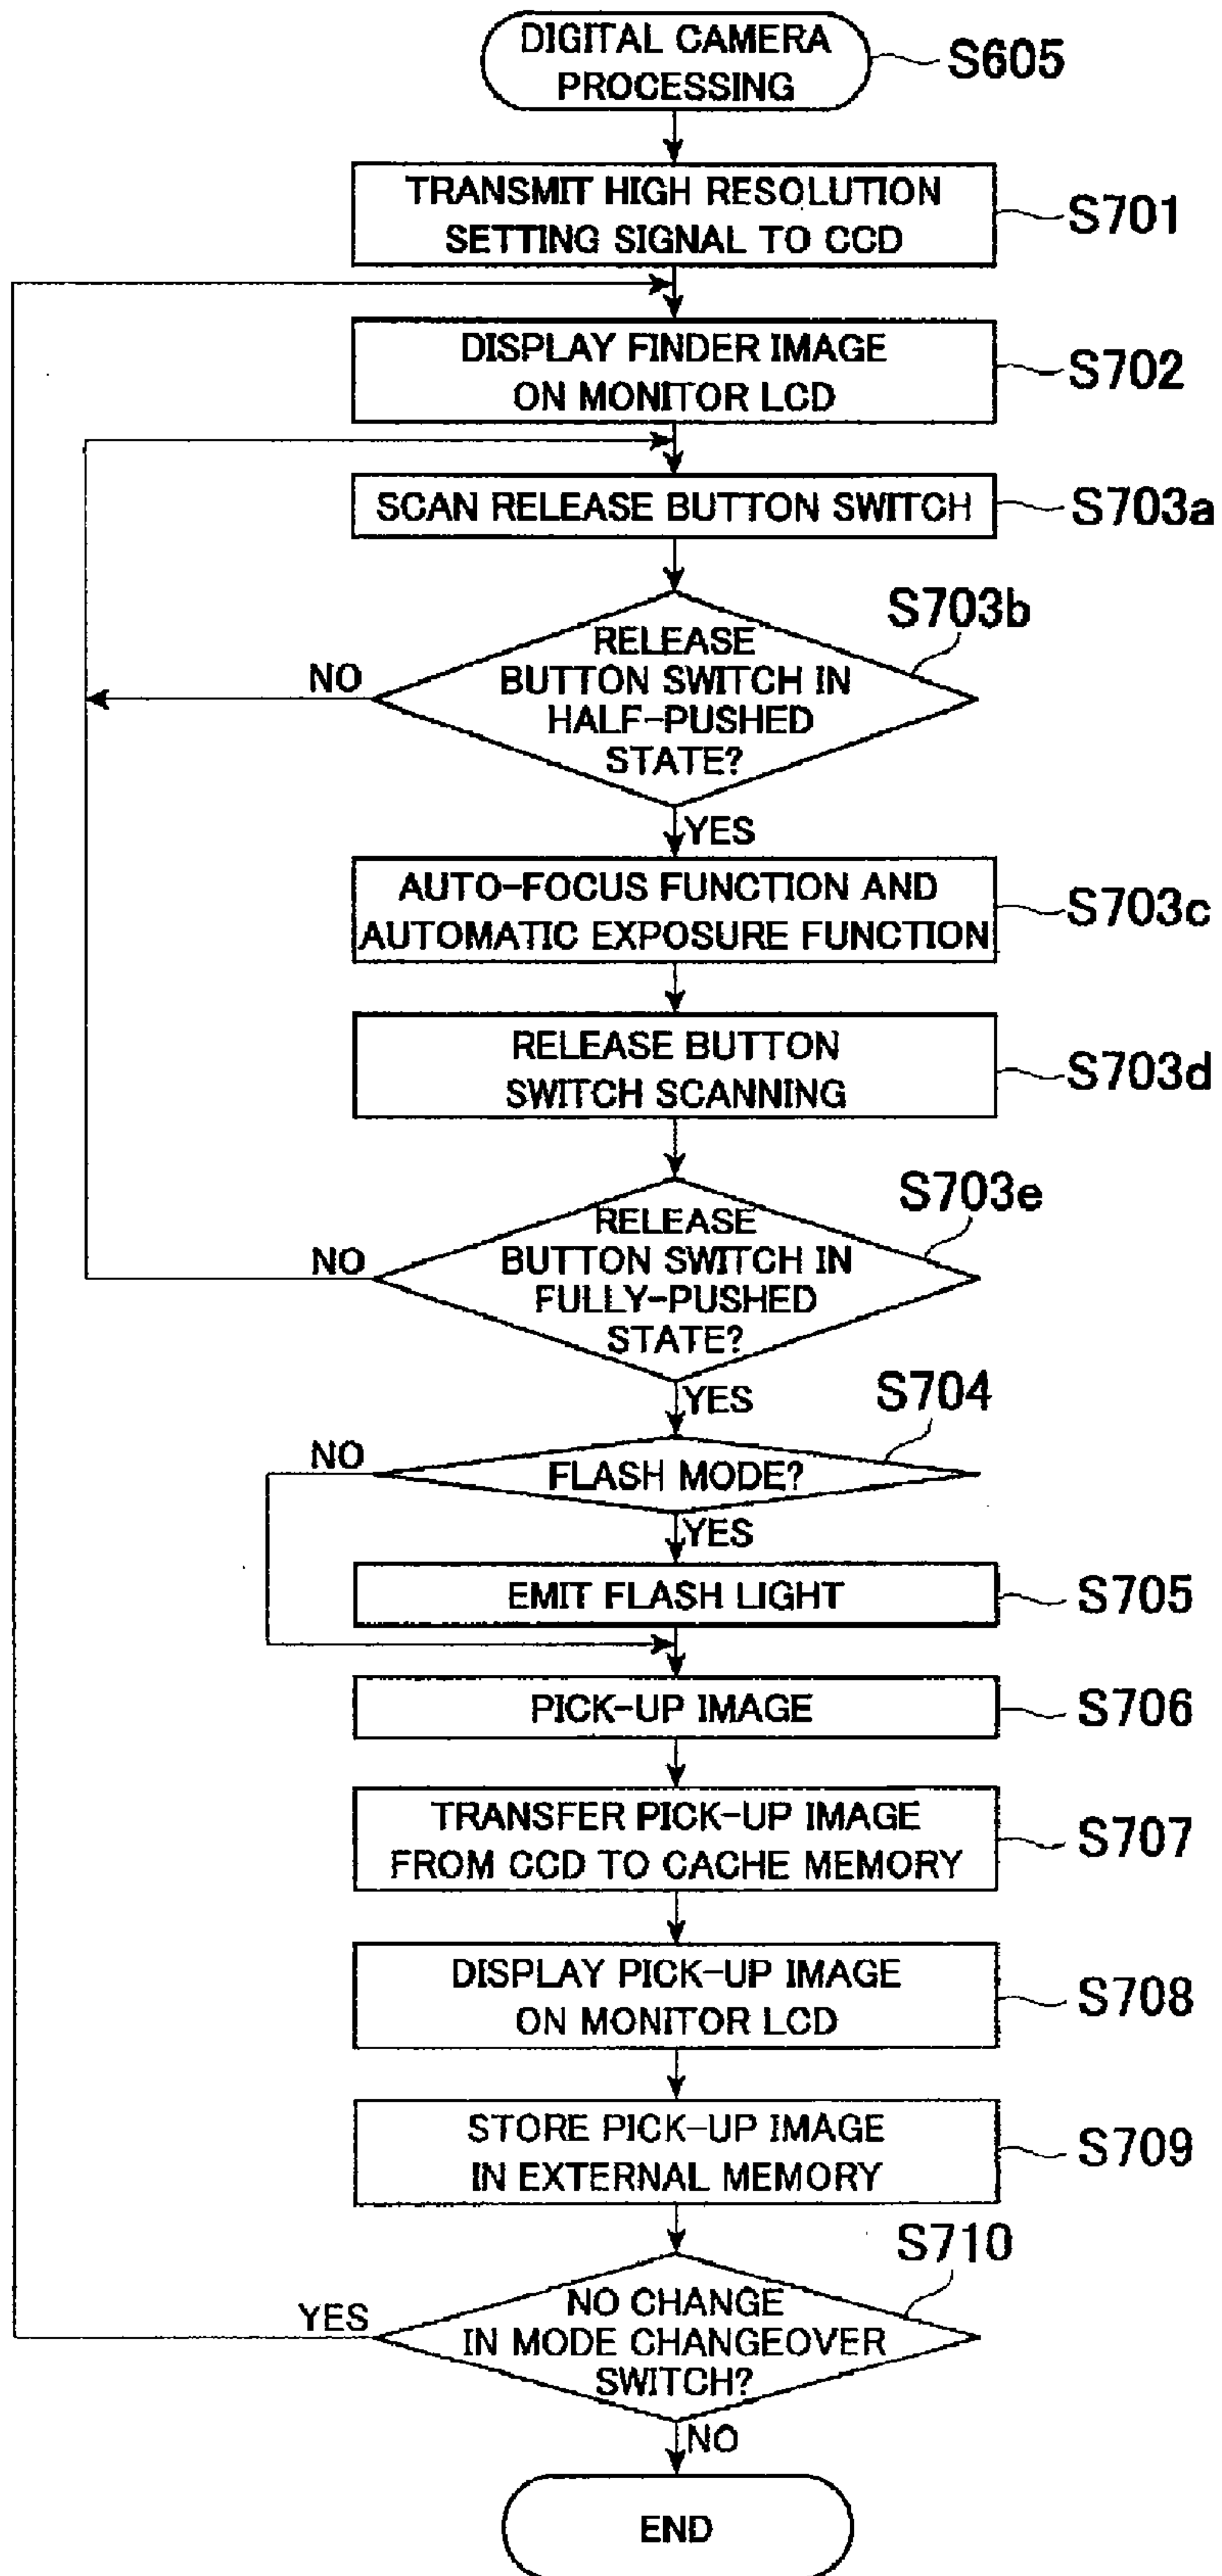 DIGITAL CAMERA
PROCESSING
S605
TRANSMIT HIGH RESOLUTION
SETTING SIGNAL TO CCD
S701
DISPLAY FINDER IMAGE
ON MONITOR LCD
S702
SCAN RELEASE BUTTON SWITCH
S703a
S703b
RELEASE
BUTTON SWITCH IN
HALF-PUSHED
STATE?
NO
YES
AUTO-FOCUS FUNCTION AND
AUTOMATIC EXPOSURE FUNCTION
S703c
RELEASE BUTTON
SWITCH SCANNING
S703d
S703e
RELEASE
BUTTON SWITCH IN
FULLY-PUSHED
STATE?
NO
YES
S704
NO
FLASH MODE?
YES
EMIT FLASH LIGHT
S705
PICK-UP IMAGE
S706
TRANSFER PICK-UP IMAGE
FROM CCD TO CACHE MEMORY
S707
DISPLAY PICK-UP IMAGE
ON MONITOR LCD
S708
STORE PICK-UP IMAGE
IN EXTERNAL MEMORY
S709
S710
YES
NO CHANGE
IN MODE CHANGEOVER
SWITCH?
NO
END